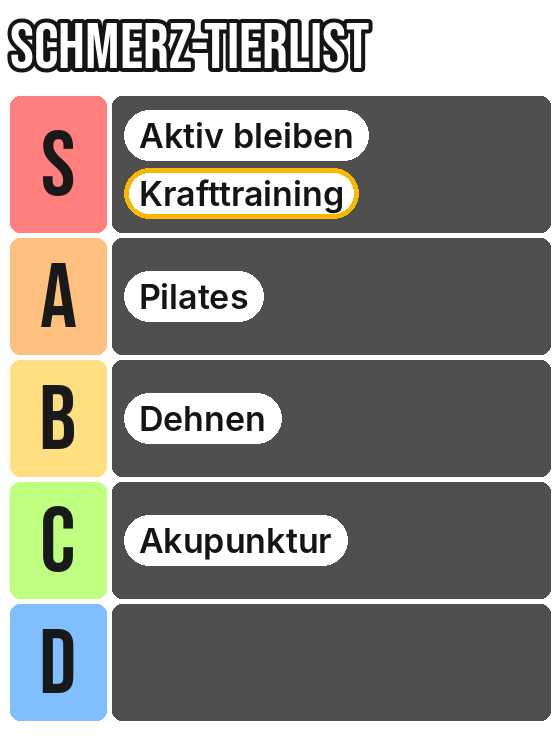 SCHMERZ-TIERLIST
S
Aktiv bleiben
Krafttraining
A
Pilates
B
Dehnen
C
Akupunktur
D